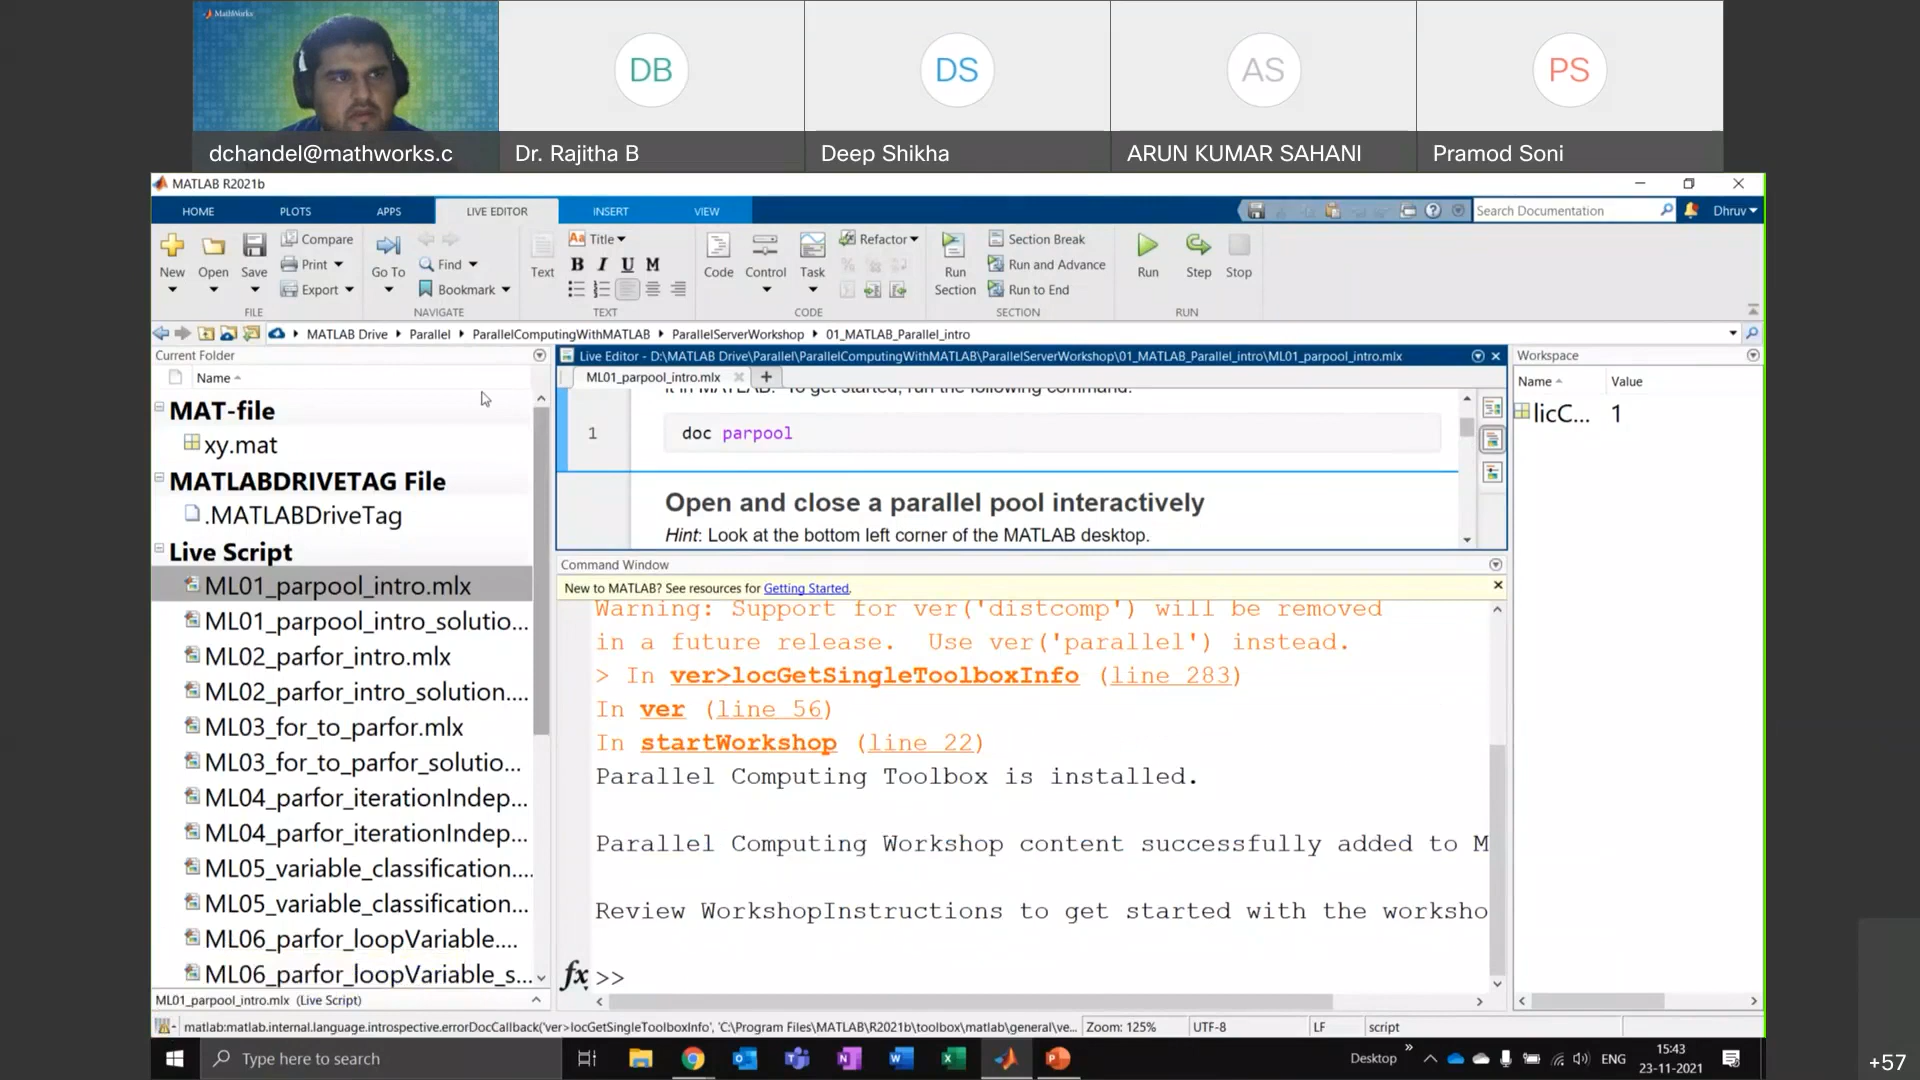 MathWorks
DB
DS
AS
PS
dchandel@mathworks.c
Dr. Rajitha B
Deep Shikha
ARUN KUMAR SAHANI
Pramod Soni
MATLAB R2021b
HOME
PLOTS
APPS
LIVE EDITOR
INSERT
VIEW
Search Documentation
Dhruv
New
Open
Save
Compare
Print
Export
Go To
Find
Bookmark
Text
Aa Title
B I U M
Code
Control
Task
Refactor
Run
Section
Section Break
Run and Advance
Run to End
Run
Step
Stop
FILE
NAVIGATE
TEXT
CODE
SECTION
RUN
MATLAB Drive
Parallel
ParallelComputingWithMATLAB
ParallelServerWorkshop
01_MATLAB_Parallel_intro
Current Folder
Name
MAT-file
xy.mat
MATLABDRIVETAG File
.MATLABDriveTag
Live Script
ML01_parpool_intro.mlx
ML01_parpool_intro_solutio...
ML02_parfor_intro.mlx
ML02_parfor_intro_solution....
ML03_for_to_parfor.mlx
ML03_for_to_parfor_solutio...
ML04_parfor_iterationIndep...
ML04_parfor_iterationIndep...
ML05_variable_classification....
ML05_variable_classification...
ML06_parfor_loopVariable....
ML06_parfor_loopVariable_s...
ML01_parpool_intro.mlx (Live Script)
Live Editor - D:\MATLAB Drive\Parallel\ParallelComputingWithMATLAB\ParallelServerWorkshop\01_MATLAB_Parallel_intro\ML01_parpool_intro.mlx
ML01_parpool_intro.mlx
it in MATLAB. To get started, run the following command:
1
doc parpool
Open and close a parallel pool interactively
Hint: Look at the bottom left corner of the MATLAB desktop.
Command Window
New to MATLAB? See resources for Getting Started.
Warning: Support for ver('distcomp') will be removed
in a future release. Use ver('parallel') instead.
> In ver>locGetSingleToolboxInfo (line 283)
In ver (line 56)
In startWorkshop (line 22)
Parallel Computing Toolbox is installed.
Parallel Computing Workshop content successfully added to M
Review WorkshopInstructions to get started with the worksho
fx >>
Workspace
Name
Value
licC...
1
matlab:matlab.internal.language.introspective.errorDocCallback('ver>locGetSingleToolboxInfo', 'C:\Program Files\MATLAB\R2021b\toolbox\matlab\general\ve...
Zoom: 125%
UTF-8
LF
script
Type here to search
Desktop
ENG
15:43
23-11-2021
+57